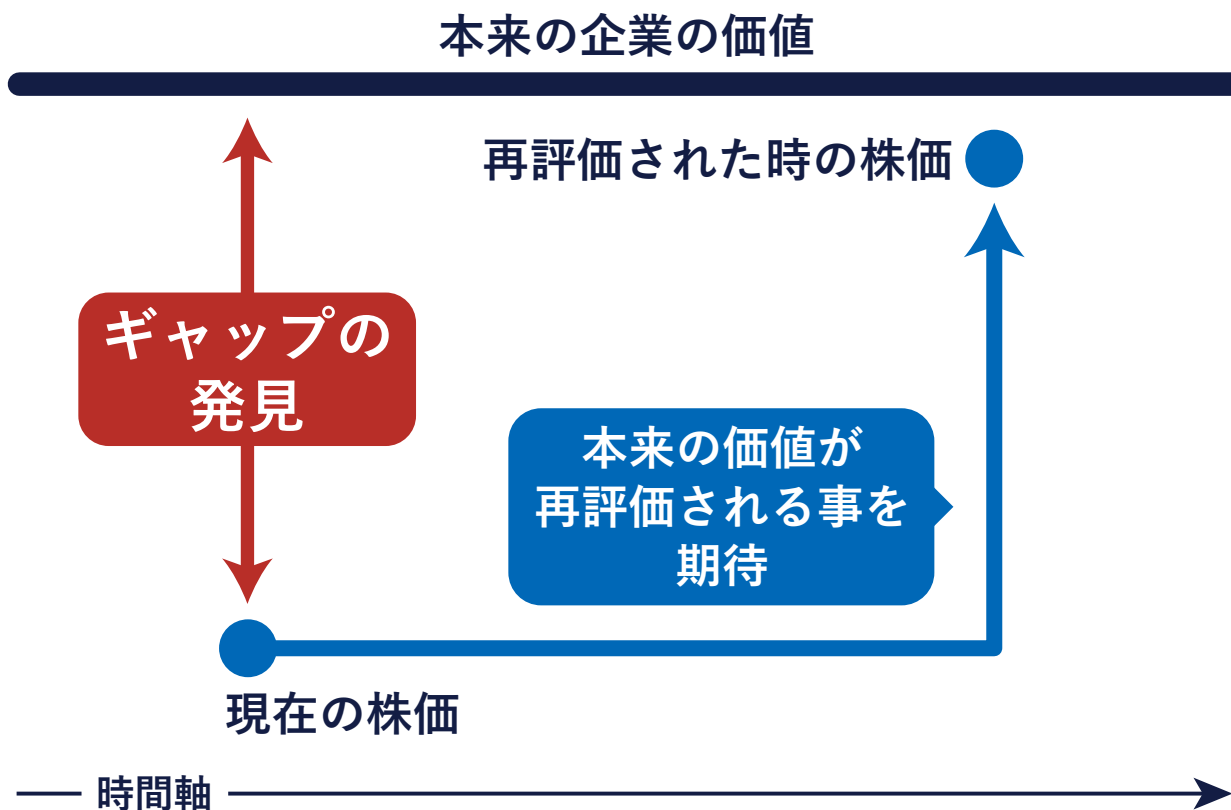 本来の企業の価値
再評価された時の株価
ギャップの
発見
本来の価値が
再評価される事を
期待
現在の株価
時間軸